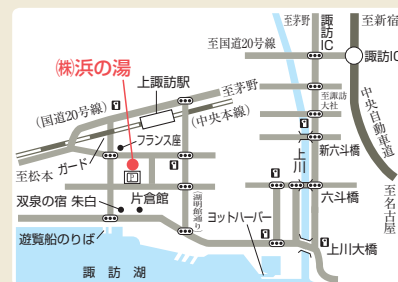 至茅野
諏訪IC
至新宿
至国道20号線
諏訪IC
㈱浜の湯
上諏訪駅
至茅野
(国道20号線)
(中央本線)
至諏訪
大社
中央自動車道
フランス座
ガード
上川
新六斗橋
至松本
P
至名古屋
双泉の宿 朱白
片倉館
(湖明館通り)
六斗橋
ヨットハーバー
遊覧船のりば
上川大橋
諏訪湖